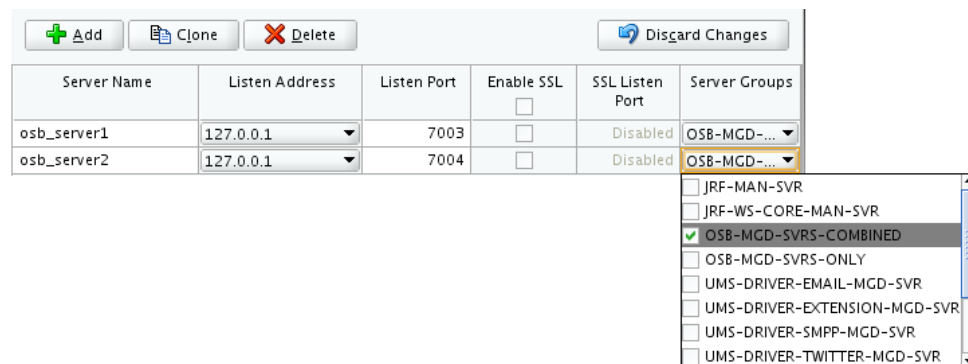 Add Clone Delete Discard Changes
Server Name Listen Address Listen Port Enable SSL SSL Listen Port Server Groups
osb_server1 127.0.0.1 7003 Disabled OSB-MGD-...
osb_server2 127.0.0.1 7004 Disabled OSB-MGD-...
JRF-MAN-SVR
JRF-WS-CORE-MAN-SVR
OSB-MGD-SVRS-COMBINED
OSB-MGD-SVRS-ONLY
UMS-DRIVER-EMAIL-MGD-SVR
UMS-DRIVER-EXTENSION-MGD-SVR
UMS-DRIVER-SMPP-MGD-SVR
UMS-DRIVER-TWITTER-MGD-SVR